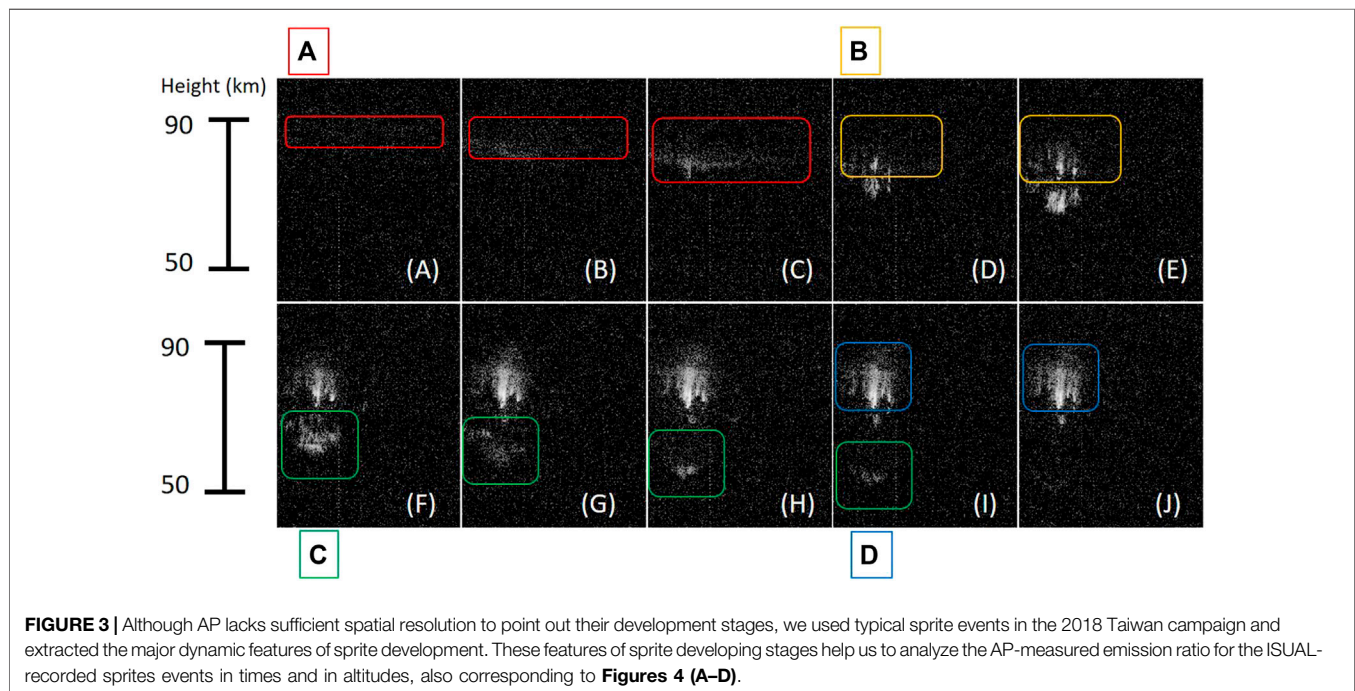 A
B
Height (km)
90
50
(A)
(B)
(C)
(D)
(E)
90
50
(F)
(G)
(H)
(I)
(J)
C
D
FIGURE 3 | Although AP lacks sufficient spatial resolution to point out their development stages, we used typical sprite events in the 2018 Taiwan campaign and
extracted the major dynamic features of sprite development. These features of sprite developing stages help us to analyze the AP-measured emission ratio for the ISUAL-
recorded sprites events in times and in altitudes, also corresponding to Figures 4 (A–D).